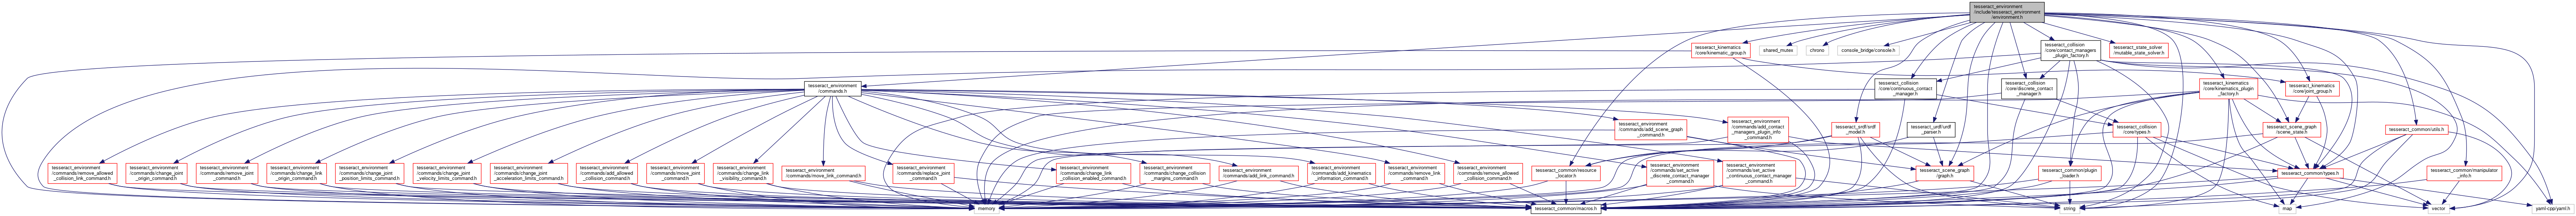 tesseract_environment
/include/tesseract_environment
/environment.h
tesseract_kinematics
/core/kinematic_group.h
shared_mutex
chrono
console_bridge/console.h
tesseract_collision
/core/contact_managers
_plugin_factory.h
tesseract_state_solver
/mutable_state_solver.h
tesseract_environment
/commands.h
tesseract_collision
/core/continuous_contact
_manager.h
tesseract_collision
/core/discrete_contact
_manager.h
tesseract_kinematics
/core/kinematics_plugin
_factory.h
tesseract_kinematics
/core/joint_group.h
tesseract_environment
/commands/add_scene_graph
_command.h
tesseract_environment
/commands/add_contact
_managers_plugin_info
_command.h
tesseract_srdf/srdf
_model.h
tesseract_urdf/urdf
_parser.h
tesseract_collision
/core/types.h
tesseract_scene_graph
/scene_state.h
tesseract_common/utils.h
tesseract_environment
/commands/remove_allowed
_collision_link_command.h
tesseract_environment
/commands/change_joint
_origin_command.h
tesseract_environment
/commands/remove_joint
_command.h
tesseract_environment
/commands/change_link
_origin_command.h
tesseract_environment
/commands/change_joint
_position_limits_command.h
tesseract_environment
/commands/change_joint
_velocity_limits_command.h
tesseract_environment
/commands/change_joint
_acceleration_limits_command.h
tesseract_environment
/commands/add_allowed
_collision_command.h
tesseract_environment
/commands/move_joint
_command.h
tesseract_environment
/commands/change_link
_visibility_command.h
tesseract_environment
/commands/move_link_command.h
tesseract_environment
/commands/replace_joint
_command.h
tesseract_environment
/commands/change_link
_collision_enabled_command.h
tesseract_environment
/commands/change_collision
_margins_command.h
tesseract_environment
/commands/add_link_command.h
tesseract_environment
/commands/add_kinematics
_information_command.h
tesseract_environment
/commands/remove_link
_command.h
tesseract_environment
/commands/remove_allowed
_collision_command.h
tesseract_common/resource
_locator.h
tesseract_environment
/commands/set_active
_discrete_contact_manager
_command.h
tesseract_environment
/commands/set_active
_continuous_contact_manager
_command.h
tesseract_scene_graph
/graph.h
tesseract_common/plugin
_loader.h
tesseract_common/types.h
tesseract_common/manipulator
_info.h
memory
tesseract_common/macros.h
string
map
vector
yaml-cpp/yaml.h